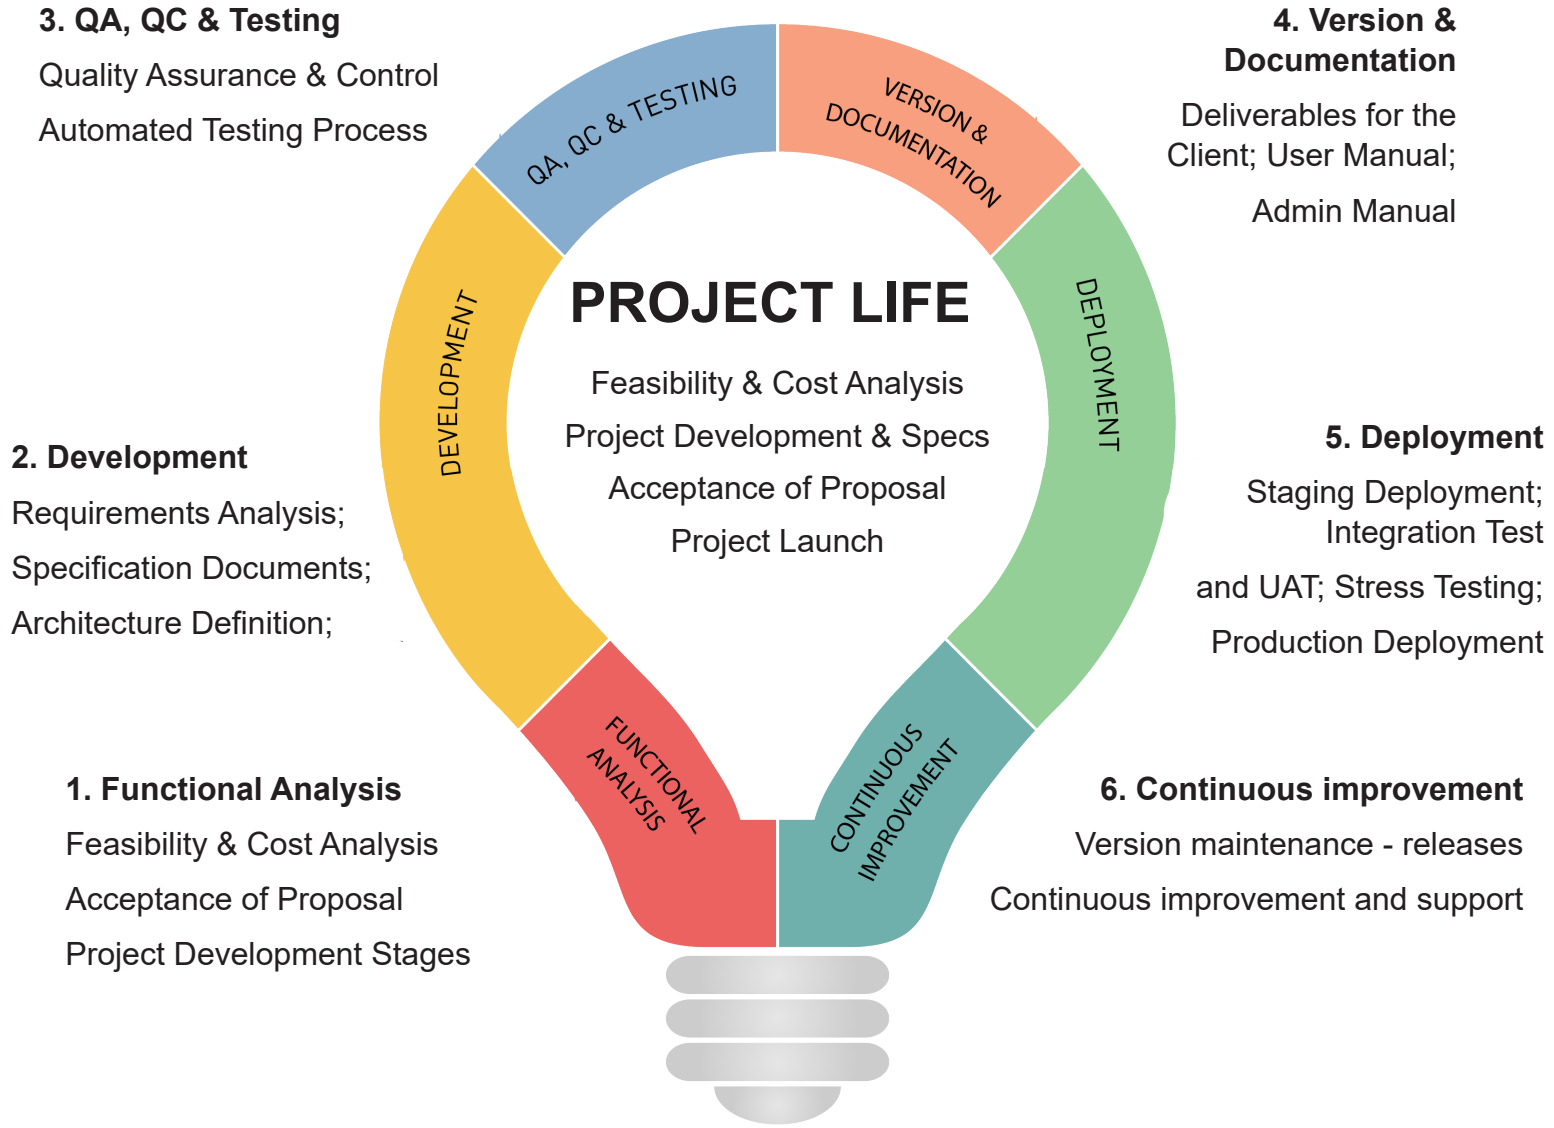 3. QA, QC & Testing
Quality Assurance & Control
Automated Testing Process
4. Version &
Documentation
Deliverables for the
Client; User Manual;
Admin Manual
QA, QC & TESTING
VERSION &
DOCUMENTATION
DEVELOPMENT
DEPLOYMENT
PROJECT LIFE
Feasibility & Cost Analysis
Project Development & Specs
Acceptance of Proposal
Project Launch
2. Development
Requirements Analysis;
Specification Documents;
Architecture Definition;
5. Deployment
Staging Deployment;
Integration Test
and UAT; Stress Testing;
Production Deployment
FUNCTIONAL
ANALYSIS
CONTINUOUS
IMPROVEMENT
1. Functional Analysis
Feasibility & Cost Analysis
Acceptance of Proposal
Project Development Stages
6. Continuous improvement
Version maintenance - releases
Continuous improvement and support